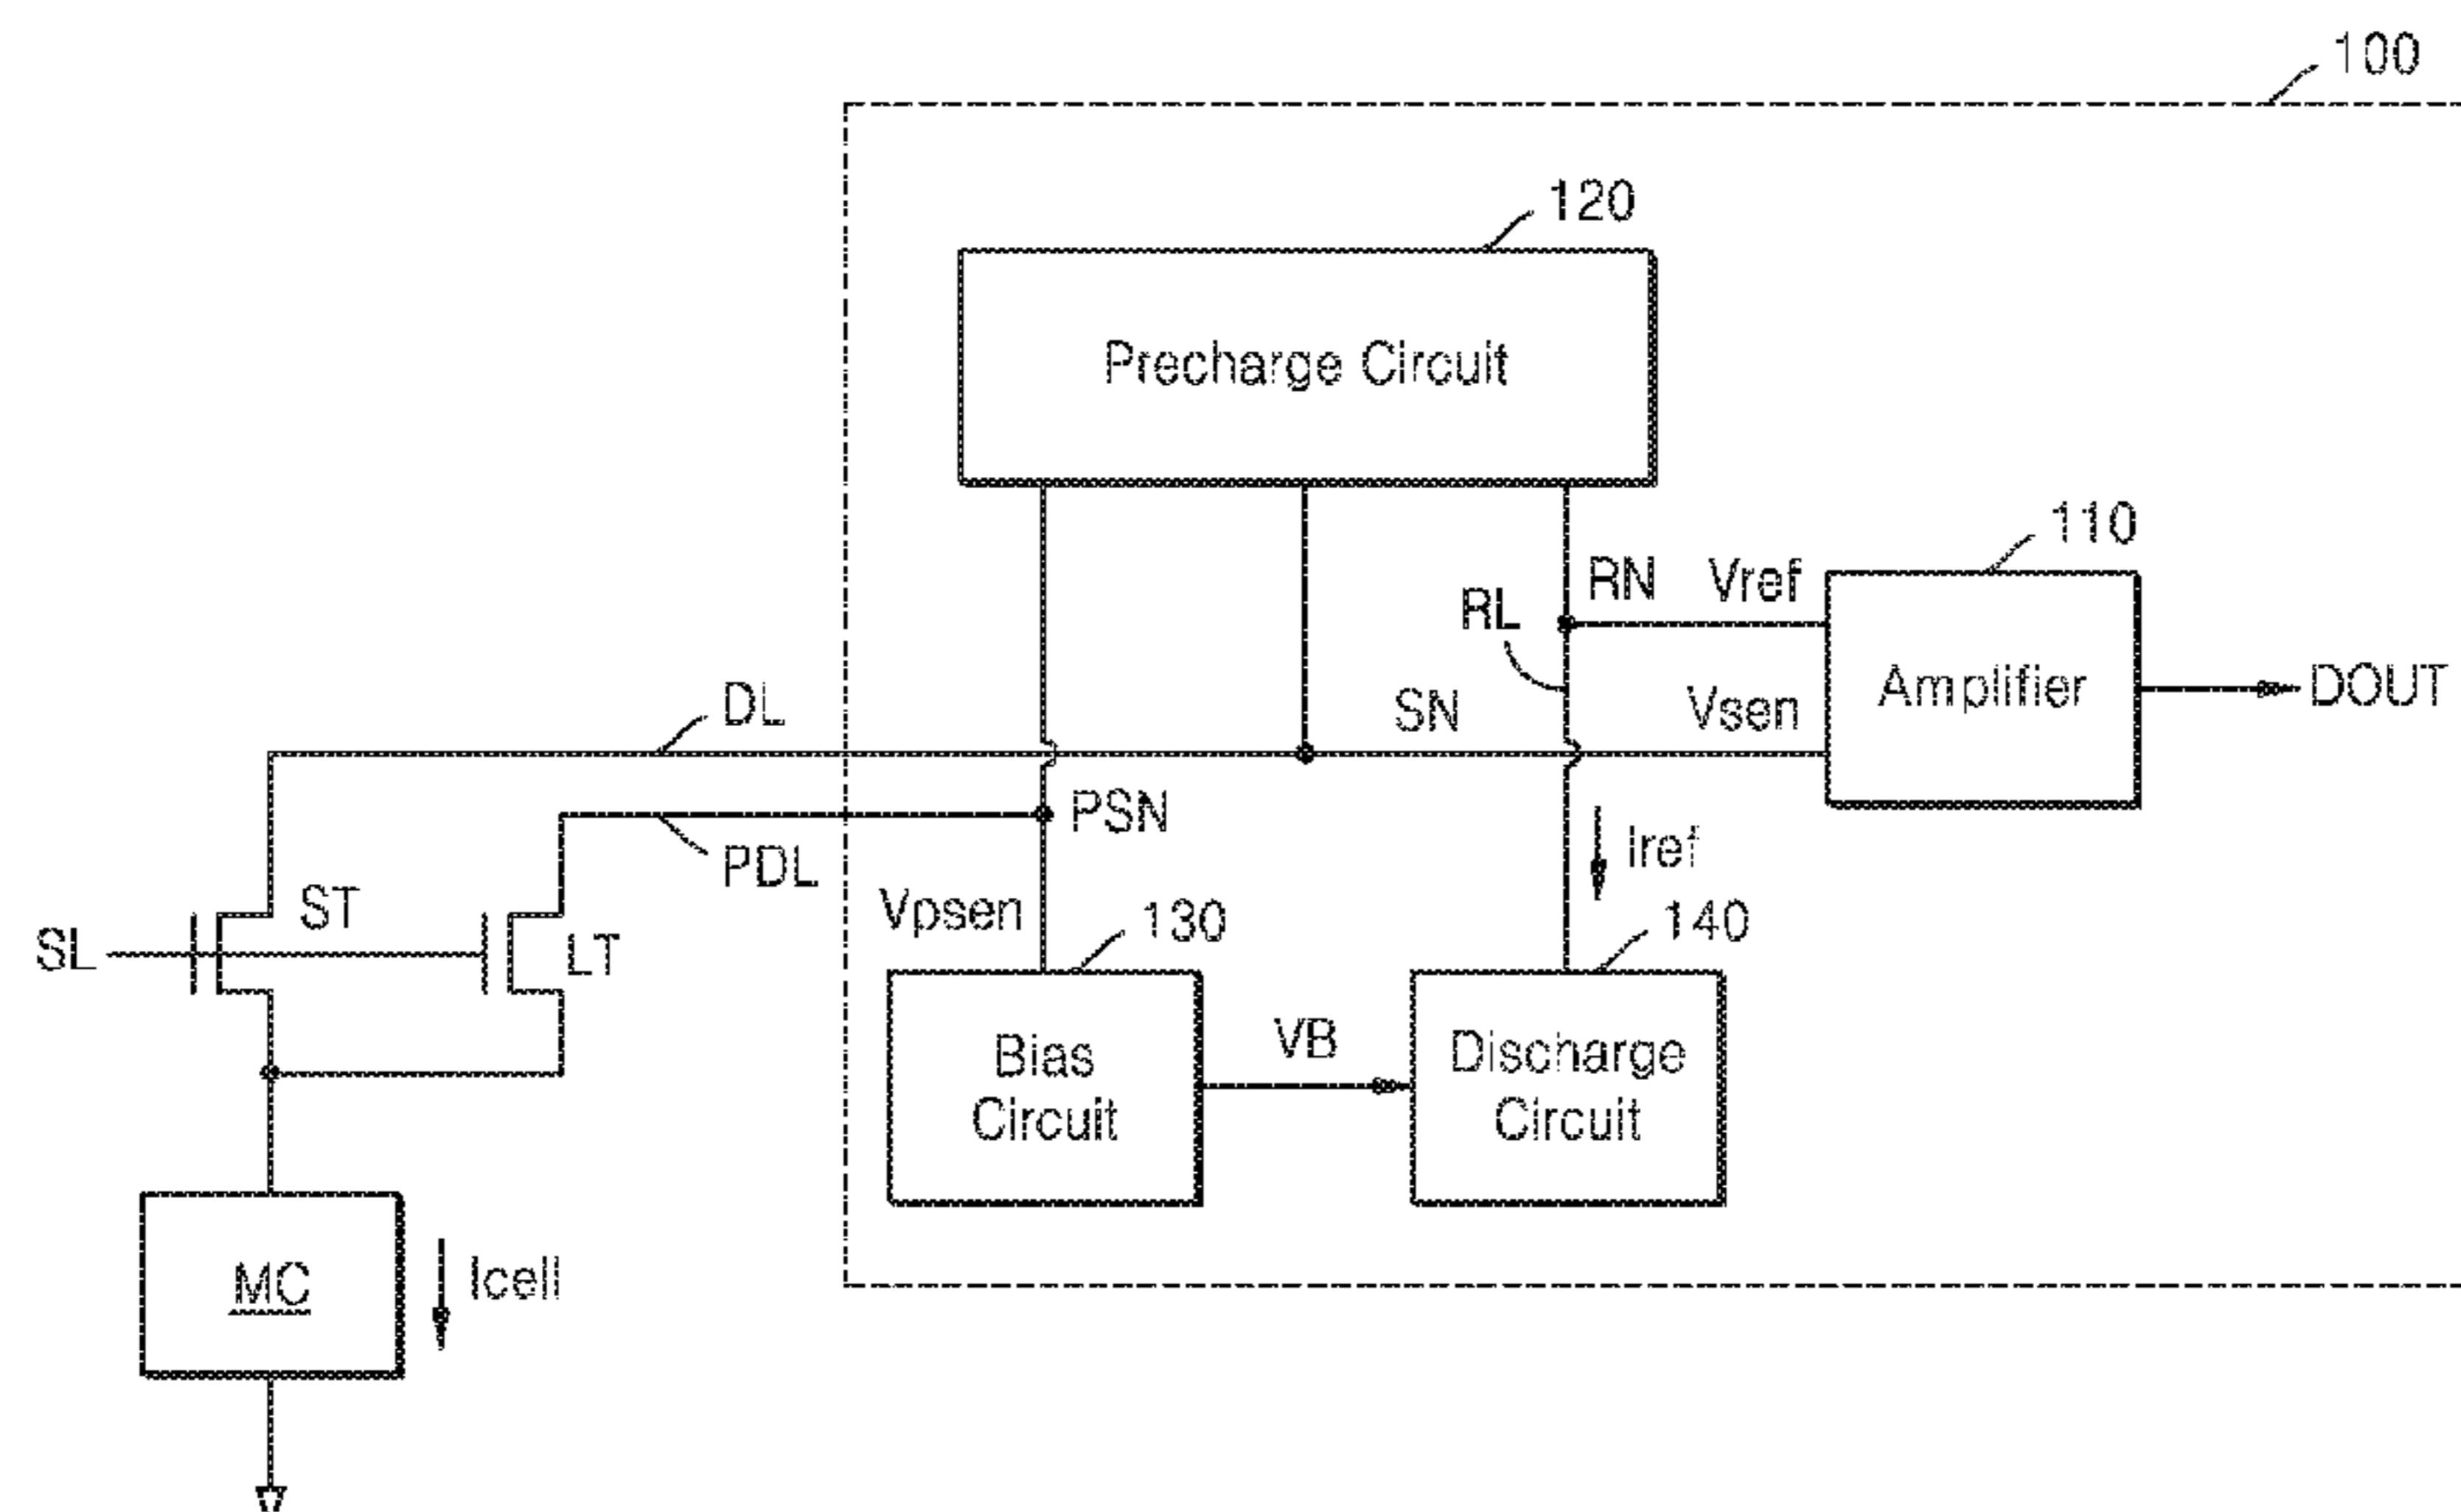 100
120
Precharge Circuit
110
RN
Vref
RL
Amplifier
DOUT
DL
SN
Vsen
PSN
PDL
Iref
ST
Vpsen
130
140
SL
LT
Bias
Circuit
VB
Discharge
Circuit
MC
Icell